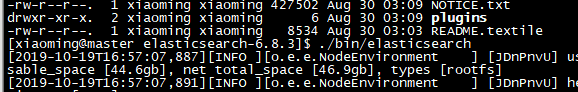 -rw-r--r--. 1 xiaoming xiaoming 427502 Aug 30 03:09 NOTICE.txt
drwxr-xr-x. 2 xiaoming xiaoming      6 Aug 30 03:09 plugins
-rw-r--r--. 1 xiaoming xiaoming   8534 Aug 30 03:03 README.textile
[xiaoming@master elasticsearch-6.8.3]$ ./bin/elasticsearch
[2019-10-19T16:57:07,887][INFO ][o.e.e.NodeEnvironment    ] [JDnPnvU] us
sable_space [44.6gb], net total_space [46.9gb], types [rootfs]
[2019-10-19T16:57:07,891][INFO ][o.e.e.NodeEnvironment    ] [JDnPnvU] he